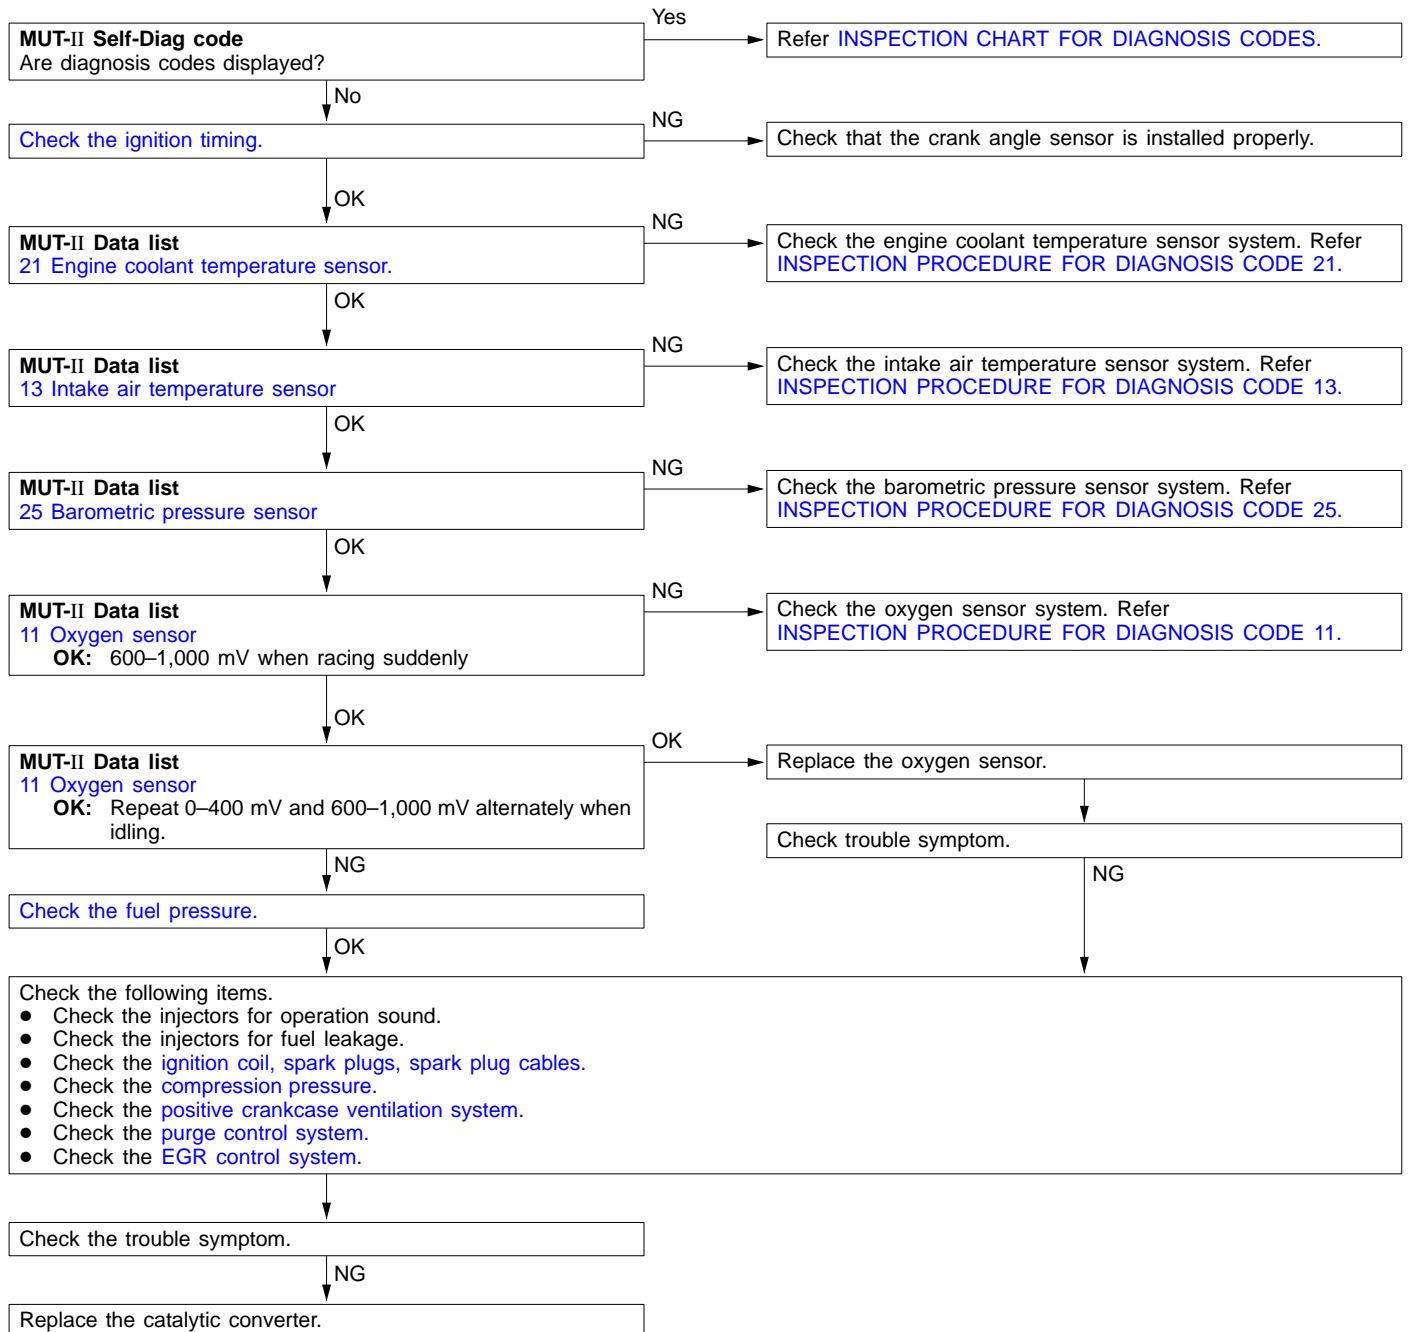 Yes
MUT-II Self-Diag code
Are diagnosis codes displayed?
Refer INSPECTION CHART FOR DIAGNOSIS CODES.
No
Check the ignition timing.
NG
Check that the crank angle sensor is installed properly.
OK
MUT-II Data list
21 Engine coolant temperature sensor.
NG
Check the engine coolant temperature sensor system. Refer
INSPECTION PROCEDURE FOR DIAGNOSIS CODE 21.
OK
MUT-II Data list
13 Intake air temperature sensor
NG
Check the intake air temperature sensor system. Refer
INSPECTION PROCEDURE FOR DIAGNOSIS CODE 13.
OK
MUT-II Data list
25 Barometric pressure sensor
NG
Check the barometric pressure sensor system. Refer
INSPECTION PROCEDURE FOR DIAGNOSIS CODE 25.
OK
MUT-II Data list
11 Oxygen sensor
OK: 600–1,000 mV when racing suddenly
NG
Check the oxygen sensor system. Refer
INSPECTION PROCEDURE FOR DIAGNOSIS CODE 11.
OK
MUT-II Data list
11 Oxygen sensor
OK: Repeat 0–400 mV and 600–1,000 mV alternately when
idling.
OK
Replace the oxygen sensor.
Check trouble symptom.
NG
NG
Check the fuel pressure.
OK
Check the following items.
● Check the injectors for operation sound.
● Check the injectors for fuel leakage.
● Check the ignition coil, spark plugs, spark plug cables.
● Check the compression pressure.
● Check the positive crankcase ventilation system.
● Check the purge control system.
● Check the EGR control system.
Check the trouble symptom.
NG
Replace the catalytic converter.